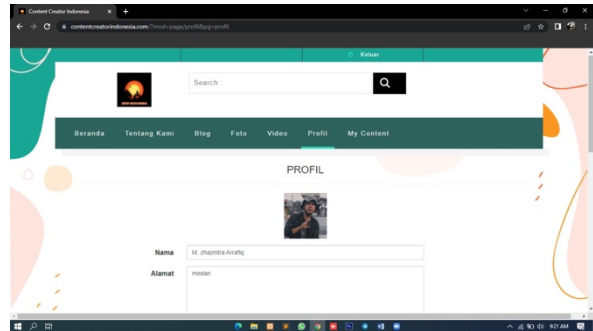 Content Creator Indonesia
contentcreatorindonesia.com/?mod=page/profil&pg=profil
Keluar
Search :
Beranda Tentang Kami Blog Foto Video Profil My Content
PROFIL
Nama M. zhaznitra Arrafiq
Alamat medan
9:21 AM